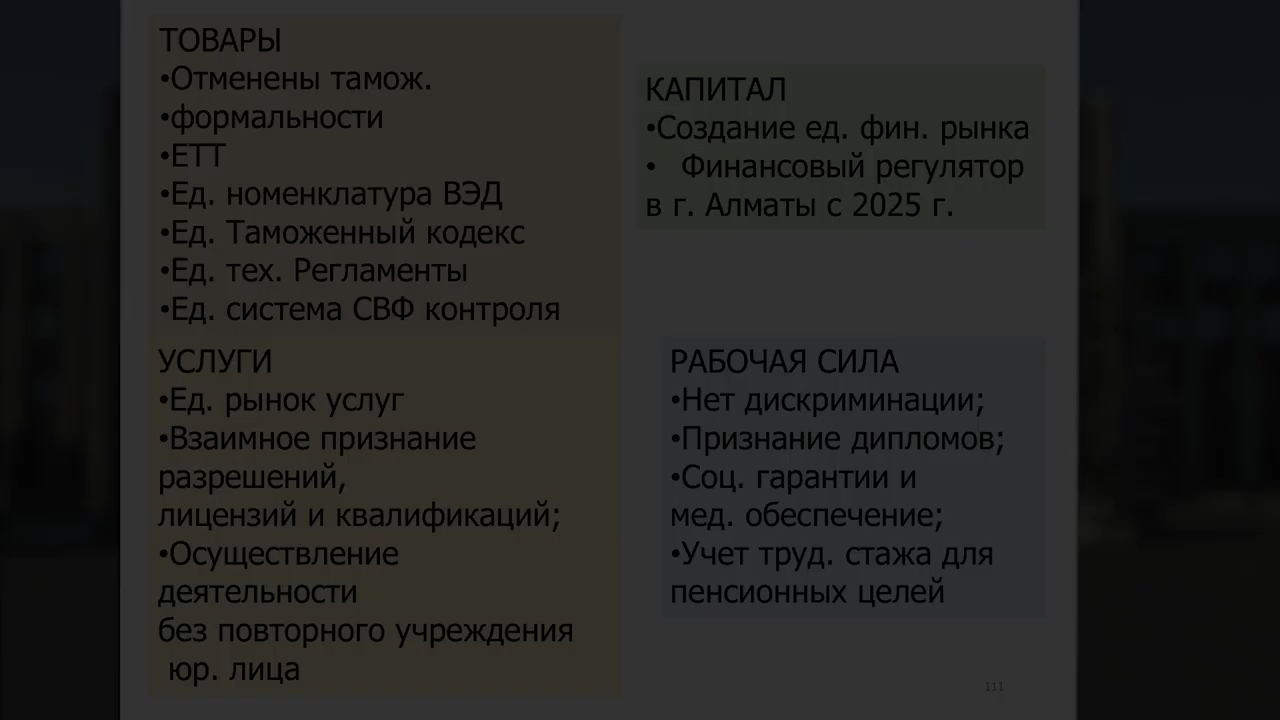 ТОВАРЫ
•Отменены тамож.
•формальности
•ЕТТ
•Ед. номенклатура ВЭД
•Ед. Таможенный кодекс
•Ед. тех. Регламенты
•Ед. система СВФ контроля
КАПИТАЛ
•Создание ед. фин. рынка
• Финансовый регулятор
в г. Алматы с 2025 г.
УСЛУГИ
•Ед. рынок услуг
•Взаимное признание
разрешений,
лицензий и квалификаций;
•Осуществление
деятельности
без повторного учреждения
юр. лица
РАБОЧАЯ СИЛА
•Нет дискриминации;
•Признание дипломов;
•Соц. гарантии и
мед. обеспечение;
•Учет труд. стажа для
пенсионных целей
111